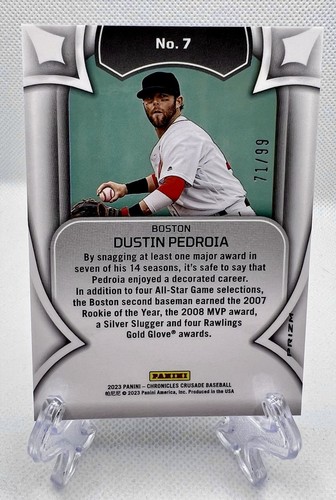 No. 7
71/99
BOSTON
DUSTIN PEDROIA
By snagging at least one major award in
seven of his 14 seasons, it's safe to say that
Pedroia enjoyed a decorated career.
In addition to four All-Star Game selections,
the Boston second baseman earned the 2007
Rookie of the Year, the 2008 MVP award,
a Silver Slugger and four Rawlings
Gold Glove® awards.
PRIZM
PANINI
2023 PANINI – CHRONICLES CRUSADE BASEBALL
帕尼尼 © 2023 Panini America, Inc. Produced in the USA